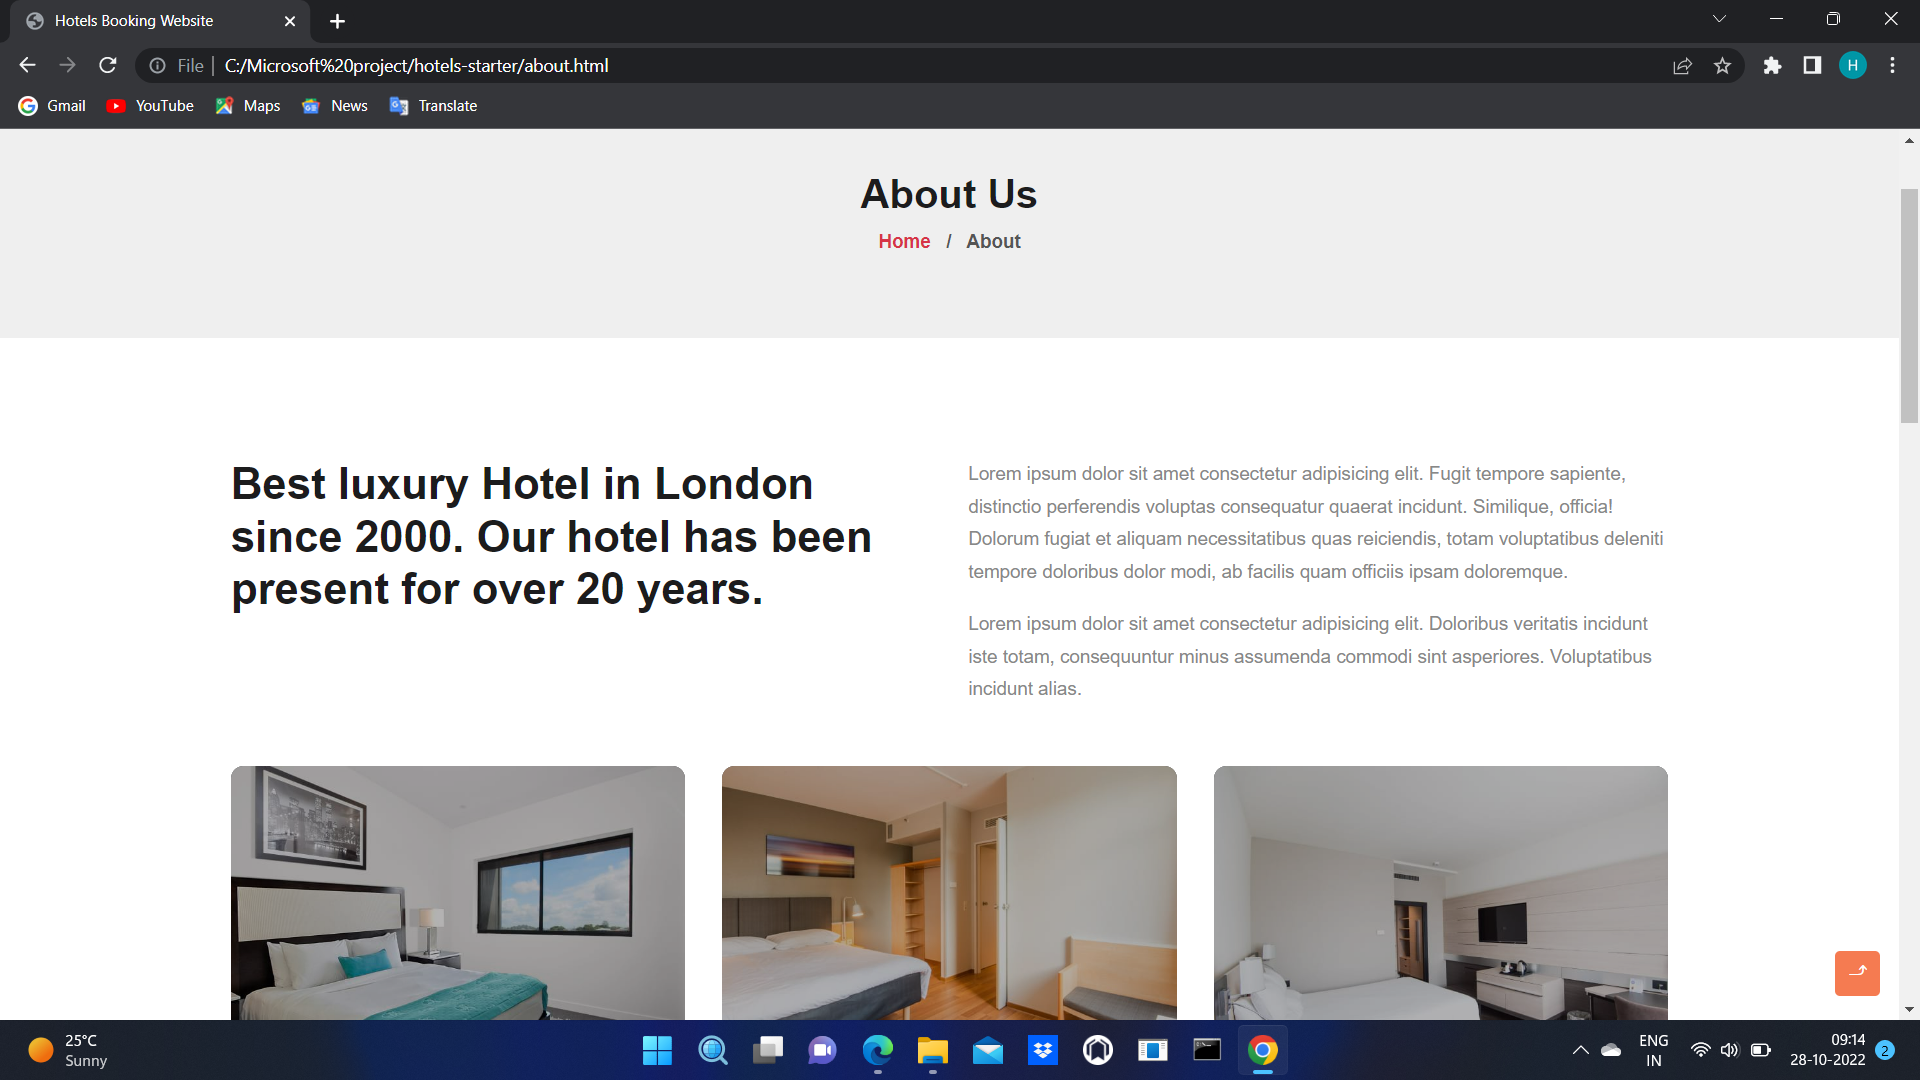 Hotels Booking Website
File C:/Microsoft%20project/hotels-starter/about.html
H
Gmail YouTube Maps News Translate
About Us
Home / About
Best luxury Hotel in London
since 2000. Our hotel has been
present for over 20 years.
Lorem ipsum dolor sit amet consectetur adipisicing elit. Fugit tempore sapiente,
distinctio perferendis voluptas consequatur quaerat incidunt. Similique, officia!
Dolorum fugiat et aliquam necessitatibus quas reiciendis, totam voluptatibus deleniti
tempore doloribus dolor modi, ab facilis quam officiis ipsam doloremque.
Lorem ipsum dolor sit amet consectetur adipisicing elit. Doloribus veritatis incidunt
iste totam, consequuntur minus assumenda commodi sint asperiores. Voluptatibus
incidunt alias.
25°C
Sunny
ENG
IN
09:14
28-10-2022
2